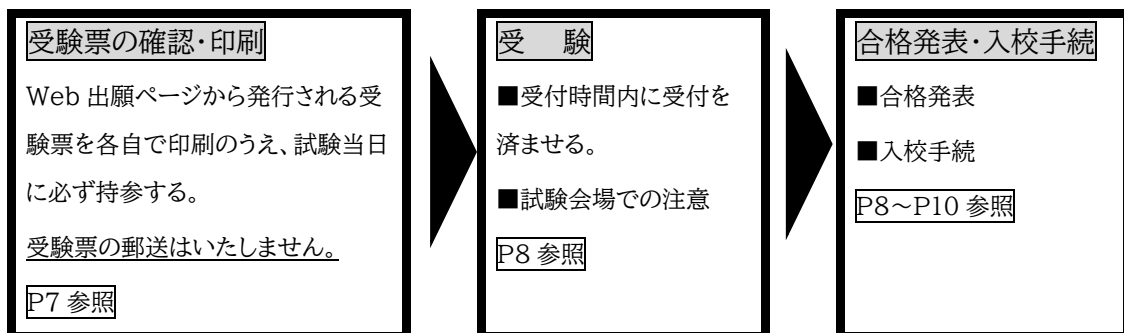 受験票の確認・印刷
Web 出願ページから発行される受
験票を各自で印刷のうえ、試験当日
に必ず持参する。
受験票の郵送はいたしません。
P7 参照
受　験
■受付時間内に受付を
済ませる。
■試験会場での注意
P8 参照
合格発表・入校手続
■合格発表
■入校手続
P8～P10 参照